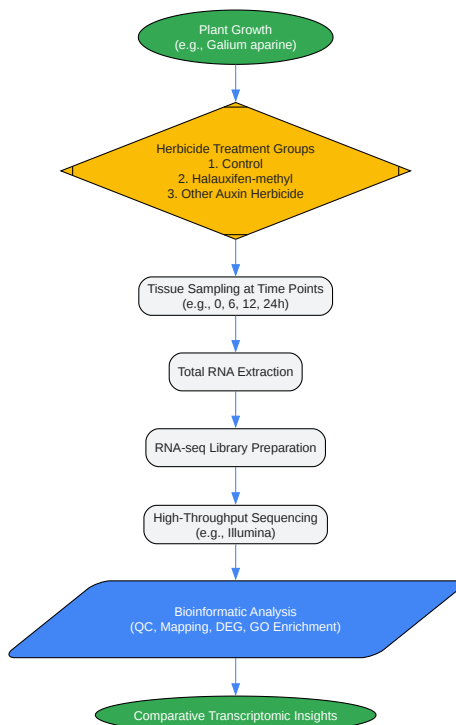 Plant Growth
(e.g., Galium aparine)
Herbicide Treatment Groups
1. Control
2. Halauxifen-methyl
3. Other Auxin Herbicide
Tissue Sampling at Time Points
(e.g., 0, 6, 12, 24h)
Total RNA Extraction
RNA-seq Library Preparation
High-Throughput Sequencing
(e.g., Illumina)
Bioinformatic Analysis
(QC, Mapping, DEG, GO Enrichment)
Comparative Transcriptomic Insights